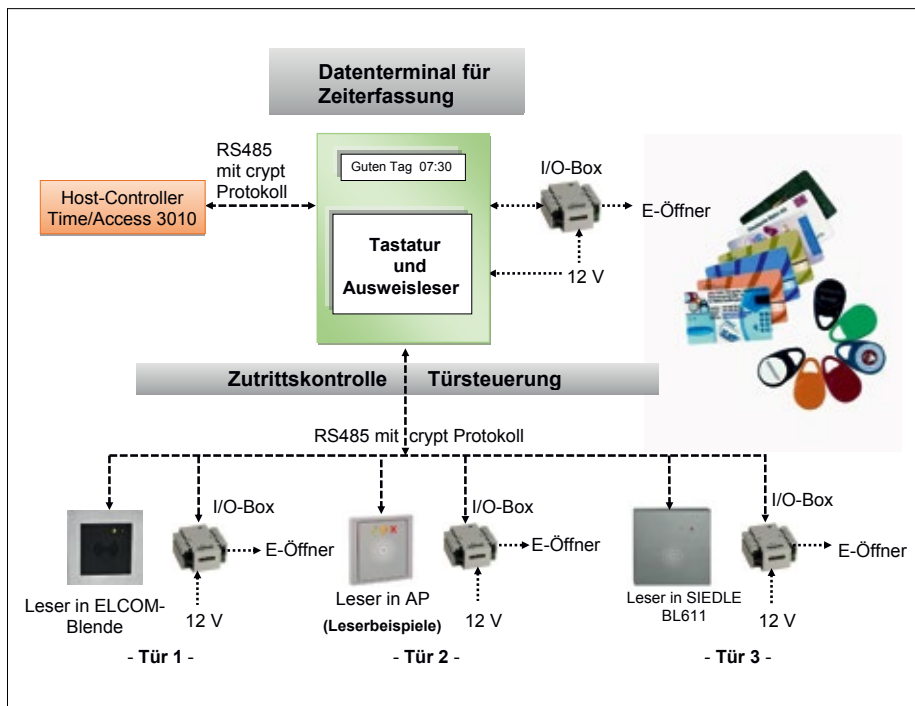 Datenterminal für
Zeiterfassung
RS485
mit crypt
Protokoll
Guten Tag 07:30
I/O-Box
Host-Controller
Time/Access 3010
E-Öffner
Tastatur
und
Ausweisleser
12 V
Zutrittskontrolle Türsteuerung
RS485 mit crypt Protokoll
I/O-Box
I/O-Box
I/O-Box
E-Öffner
E-Öffner
E-Öffner
Leser in ELCOM-
Blende
12 V
Leser in AP
(Leserbeispiele)
12 V
Leser in SIEDLE
BL611
12 V
- Tür 1 -
- Tür 2 -
- Tür 3 -